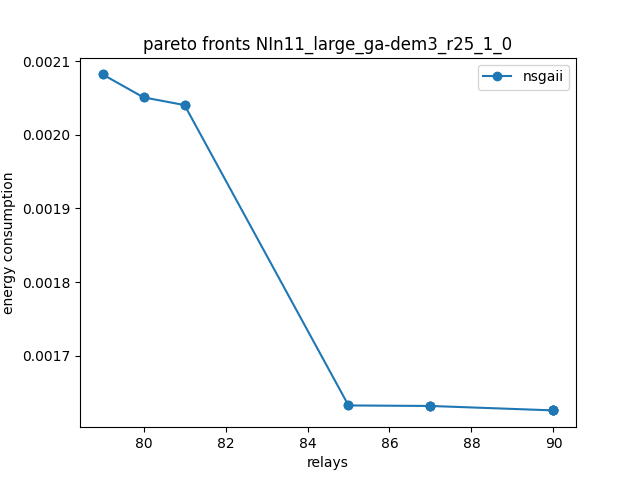 pareto fronts NIn11_large_ga-dem3_r25_1_0
nsgaii
0.0021
0.0020
0.0019
0.0018
0.0017
energy consumption
80 82 84 86 88 90
relays